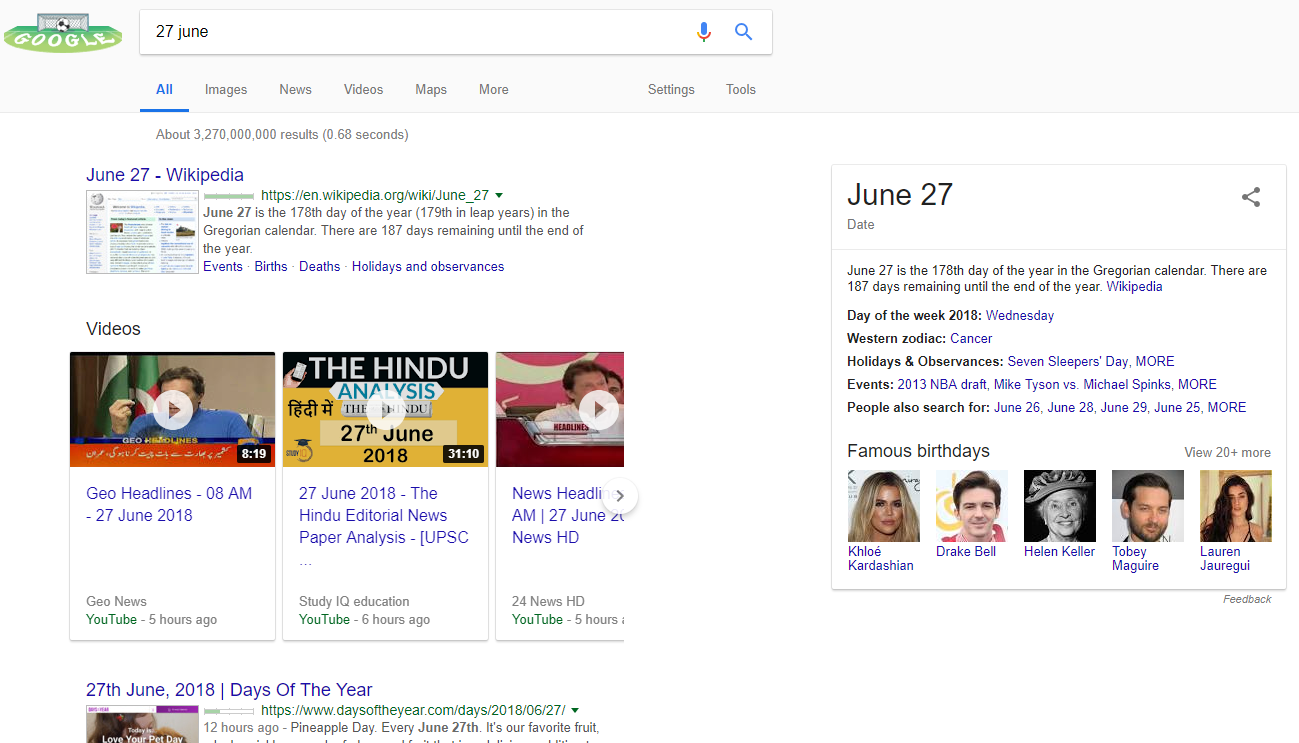 GOOGLE
27 june
All Images News Videos Maps More Settings Tools
About 3,270,000,000 results (0.68 seconds)
June 27 - Wikipedia
https://en.wikipedia.org/wiki/June_27
June 27 is the 178th day of the year (179th in leap years) in the
Gregorian calendar. There are 187 days remaining until the end of
the year.
Events · Births · Deaths · Holidays and observances
Videos
GEO HEADLINES
8:19
Geo Headlines - 08 AM
- 27 June 2018
Geo News
YouTube - 5 hours ago
THE HINDU
ANALYSIS
हिंदी में
27th June
2018
STUDY IQ
31:10
27 June 2018 - The
Hindu Editorial News
Paper Analysis - [UPSC
...
Study IQ education
YouTube - 6 hours ago
HEADLINES
News Headline
AM | 27 June 20
News HD
24 News HD
YouTube - 5 hours a
27th June, 2018 | Days Of The Year
https://www.daysoftheyear.com/days/2018/06/27/
Today is
Love Your Pet Day
12 hours ago - Pineapple Day. Every June 27th. It's our favorite fruit,
June 27
Date
June 27 is the 178th day of the year in the Gregorian calendar. There are
187 days remaining until the end of the year. Wikipedia
Day of the week 2018: Wednesday
Western zodiac: Cancer
Holidays & Observances: Seven Sleepers' Day, MORE
Events: 2013 NBA draft, Mike Tyson vs. Michael Spinks, MORE
People also search for: June 26, June 28, June 29, June 25, MORE
Famous birthdays
View 20+ more
Khloé
Kardashian
Drake Bell
Helen Keller
Tobey
Maguire
Lauren
Jauregui
Feedback